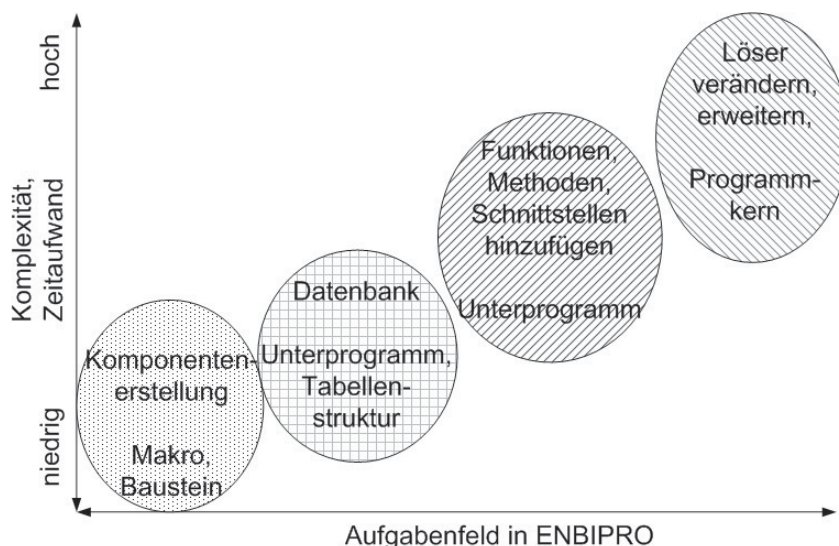 hoch
Komplexität,
Zeitaufwand
niedrig
Komponenten-
erstellung
Makro,
Baustein
Datenbank
Unterprogramm,
Tabellen-
struktur
Funktionen,
Methoden,
Schnittstellen
hinzufügen
Unterprogramm
Löser
verändern,
erweitern,
Programm-
kern
Aufgabenfeld in ENBIPRO